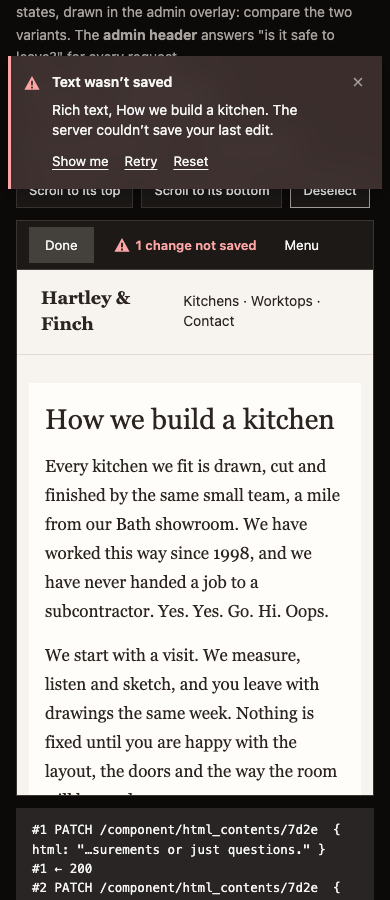 states, drawn in the admin overlay: compare the two
variants. The admin header answers "is it safe to
leave?" for every request.
Text wasn’t saved
×
Rich text, How we build a kitchen. The
server couldn’t save your last edit.
Show me Retry Reset
Scroll to its top Scroll to its bottom Deselect
Done 1 change not saved Menu
Hartley &
Finch
Kitchens · Worktops ·
Contact
How we build a kitchen
Every kitchen we fit is drawn, cut and
finished by the same small team, a mile
from our Bath showroom. We have
worked this way since 1998, and we
have never handed a job to a
subcontractor. Yes. Yes. Go. Hi. Oops.
We start with a visit. We measure,
listen and sketch, and you leave with
drawings the same week. Nothing is
fixed until you are happy with the
layout, the doors and the way the room
#1 PATCH /component/html_contents/7d2e {
html: "…surements or just questions." }
#1 ← 200
#2 PATCH /component/html_contents/7d2e {